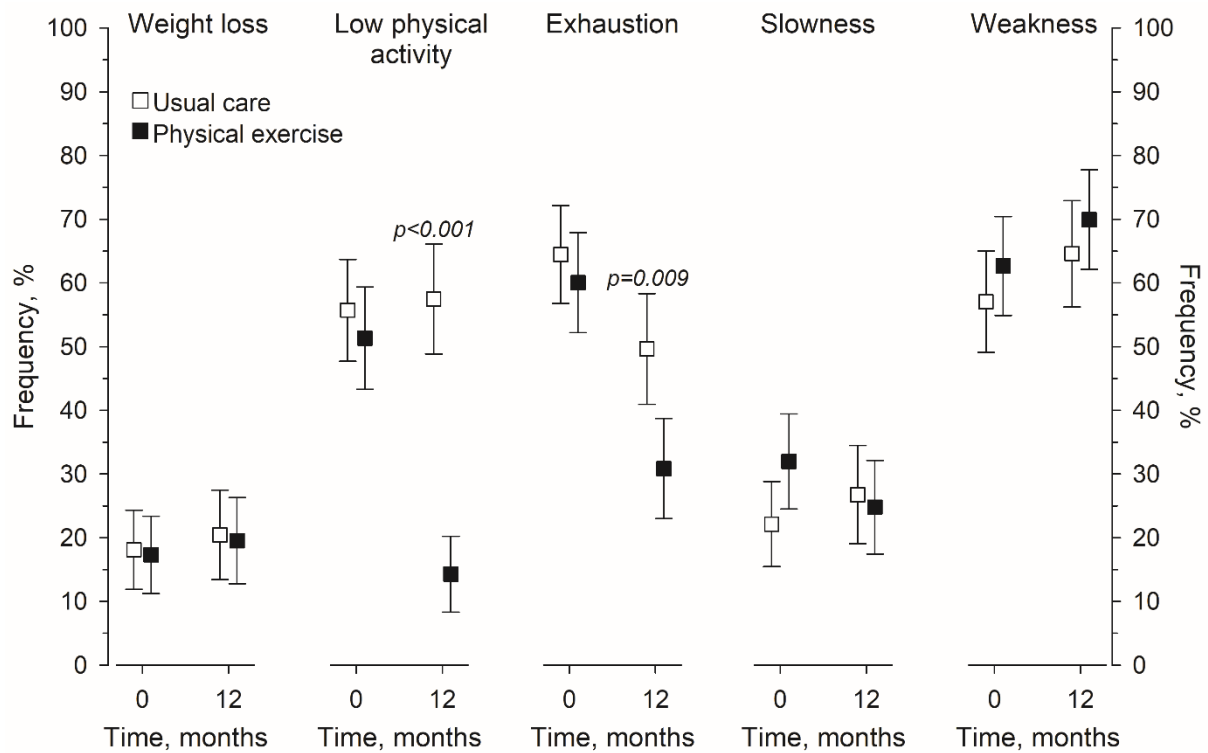 Weight loss
Low physical
activity
Exhaustion
Slowness
Weakness
Usual care
Physical exercise
p<0.001
p=0.009
Frequency, %
100
90
80
70
60
50
40
30
20
10
0
Frequency, %
100
90
80
70
60
50
40
30
20
10
0
0 12
Time, months
0 12
Time, months
0 12
Time, months
0 12
Time, months
0 12
Time, months